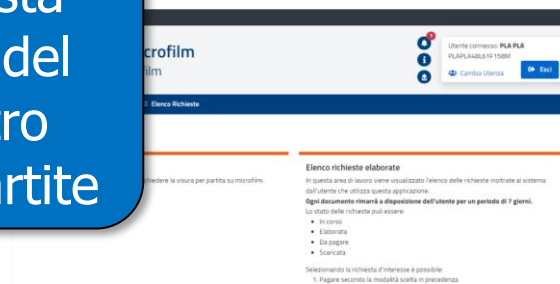 sta
del
tro
artite
crofilm
film
Utente connesso: PLA PLA
Cambia Utenza
Esci
Elenco Richieste
chiedere la visura per partita su microfilm.
Elenco richieste elaborate
In questa area di lavoro viene visualizzato l'elenco delle richieste inoltrate al sistema
dall'utente che utilizza questa applicazione.
Ogni documento rimarrà a disposizione dell'utente per un periodo di 7 giorni.
Lo stato delle richieste può essere:
• In corso
• Elaborata
• Da pagare
• Scaricata
Selezionando la richiesta d'interesse è possibile:
1. Pagare secondo la modalità scelta in precedenza